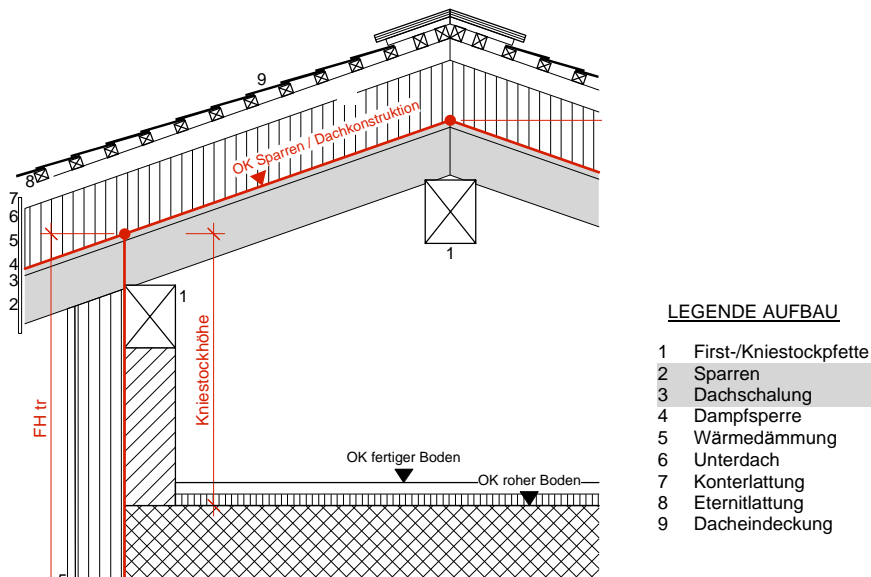 9
OK Sparren / Dachkonstruktion
8
7
6
5
4
3
2
1
1
FH tr
Kniestockhöhe
OK fertiger Boden
OK roher Boden
LEGENDE AUFBAU
1 First-/Kniestockpfette
2 Sparren
3 Dachschalung
4 Dampfsperre
5 Wärmedämmung
6 Unterdach
7 Konterlattung
8 Eternitlattung
9 Dacheindeckung